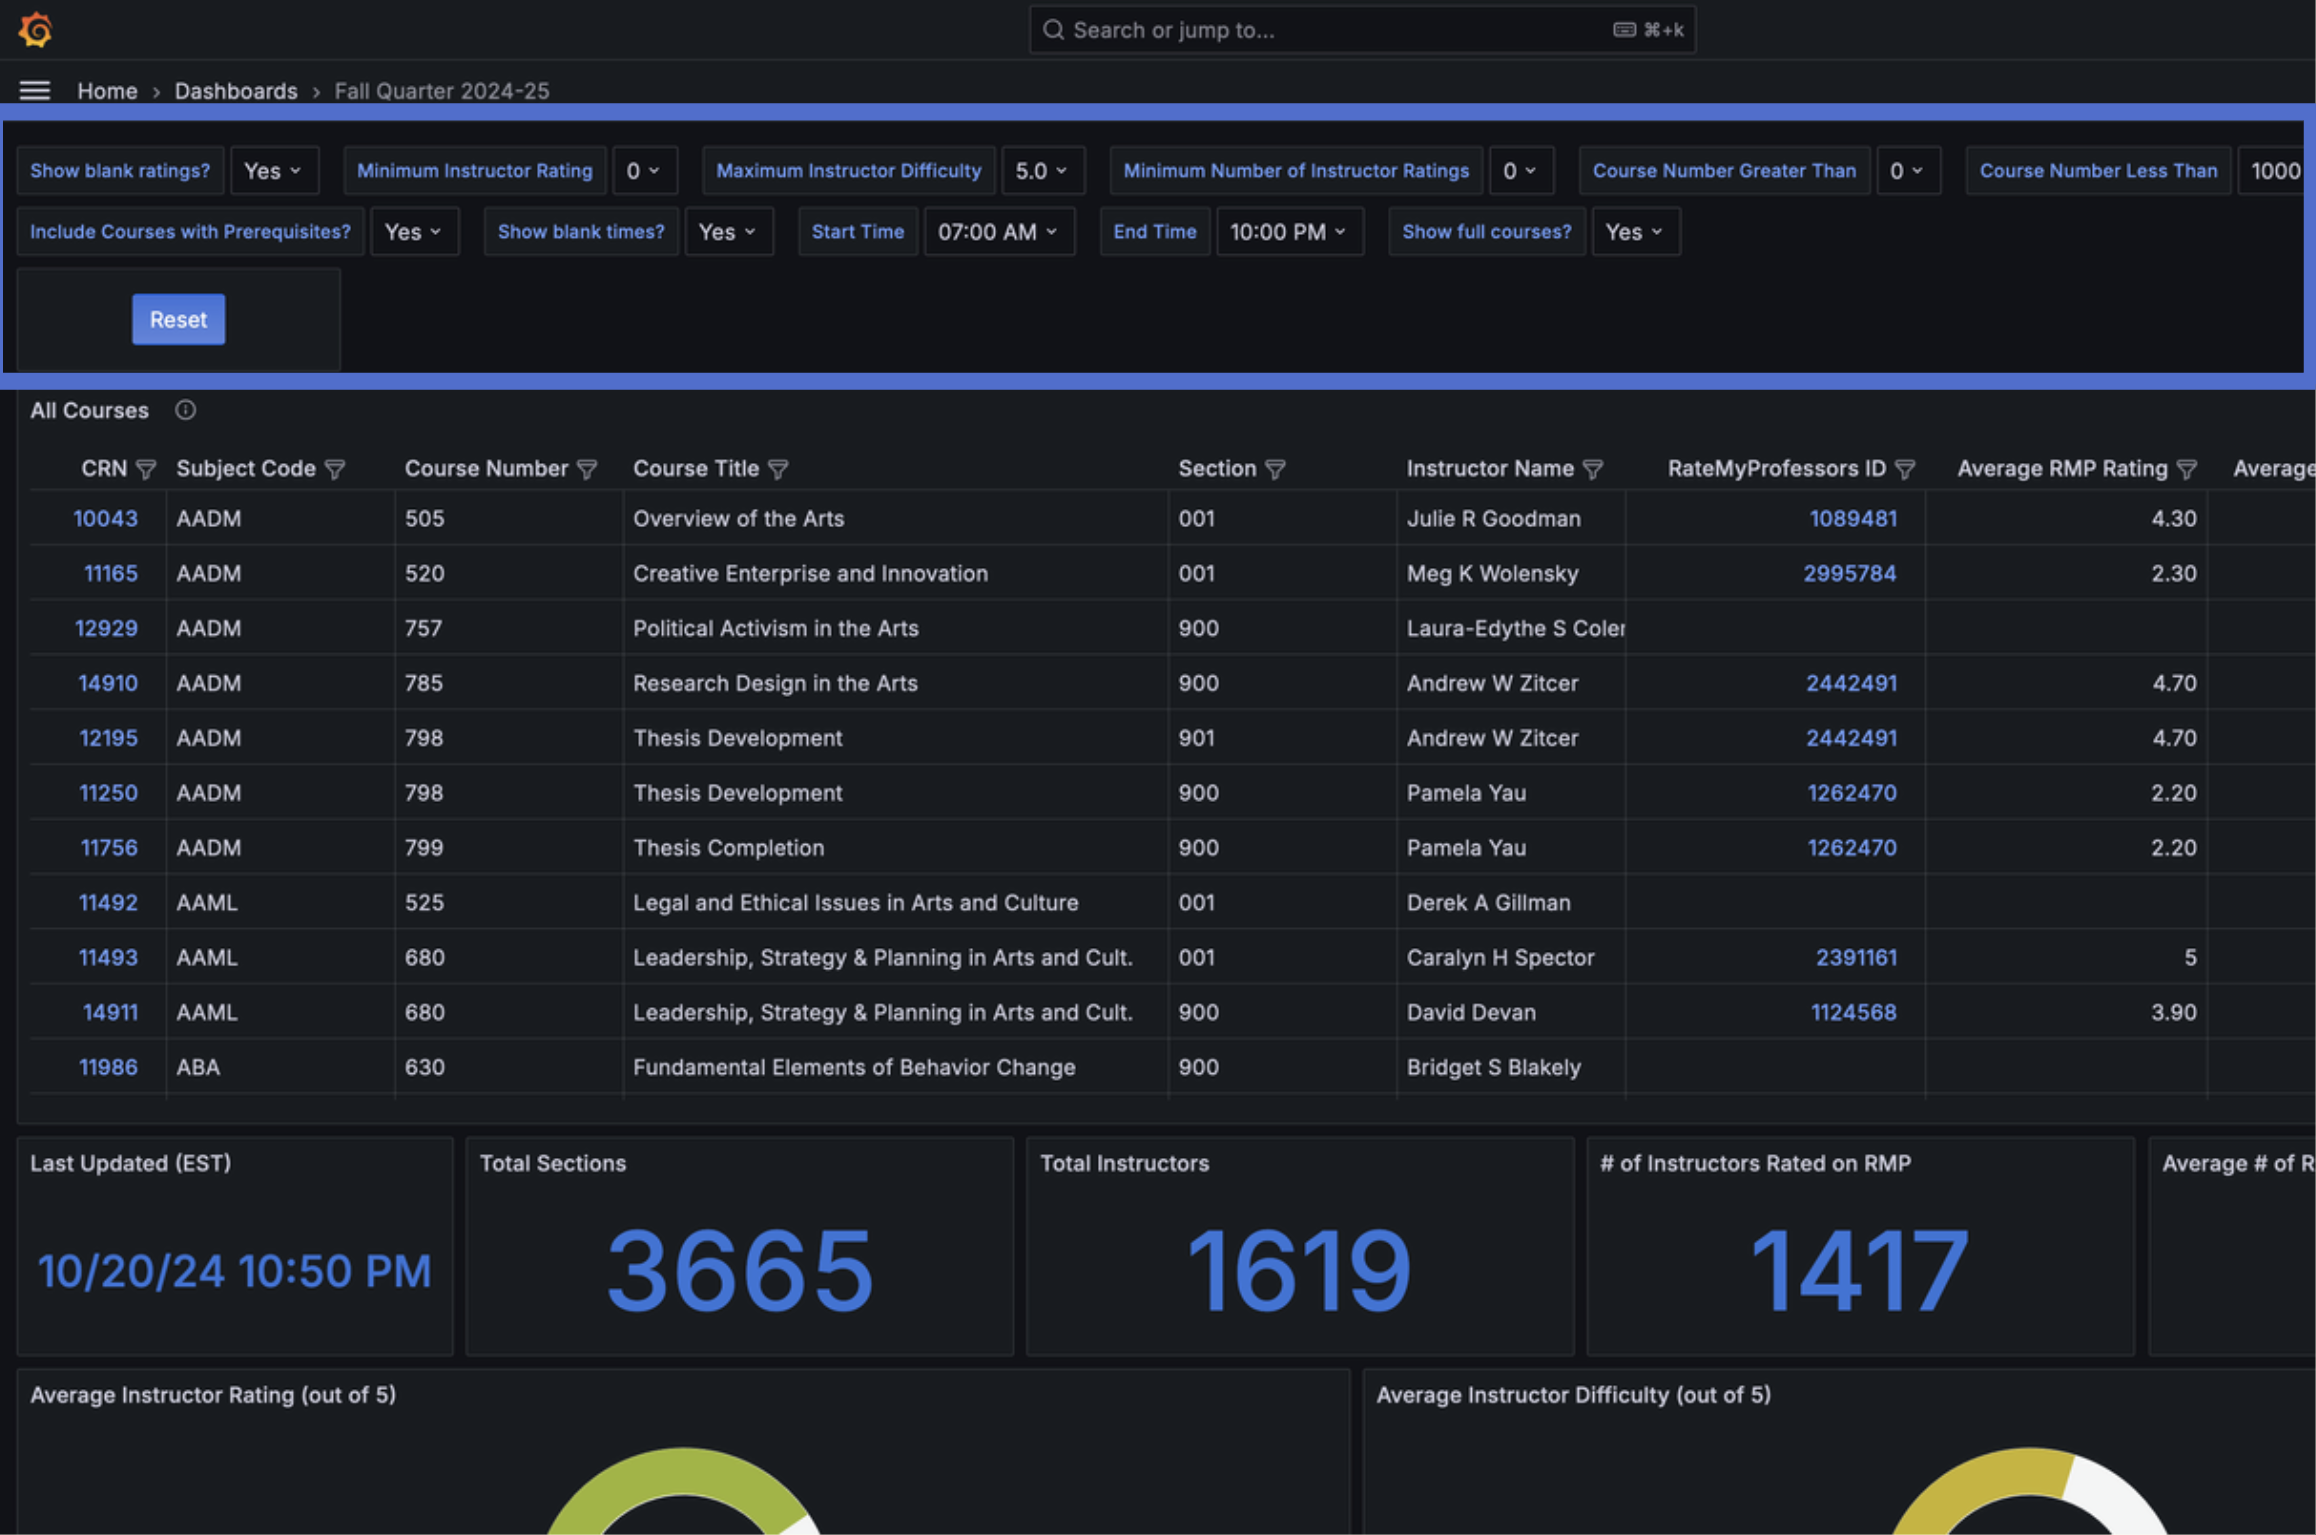 Search or jump to... ⌘+k
Home › Dashboards › Fall Quarter 2024-25
Show blank ratings? Yes Minimum Instructor Rating 0 Maximum Instructor Difficulty 5.0 Minimum Number of Instructor Ratings 0 Course Number Greater Than 0 Course Number Less Than 1000
Include Courses with Prerequisites? Yes Show blank times? Yes Start Time 07:00 AM End Time 10:00 PM Show full courses? Yes
Reset
All Courses
CRN Subject Code Course Number Course Title Section Instructor Name RateMyProfessors ID Average RMP Rating Average
10043 AADM 505 Overview of the Arts 001 Julie R Goodman 1089481 4.30
11165 AADM 520 Creative Enterprise and Innovation 001 Meg K Wolensky 2995784 2.30
12929 AADM 757 Political Activism in the Arts 900 Laura-Edythe S Coler
14910 AADM 785 Research Design in the Arts 900 Andrew W Zitcer 2442491 4.70
12195 AADM 798 Thesis Development 901 Andrew W Zitcer 2442491 4.70
11250 AADM 798 Thesis Development 900 Pamela Yau 1262470 2.20
11756 AADM 799 Thesis Completion 900 Pamela Yau 1262470 2.20
11492 AAML 525 Legal and Ethical Issues in Arts and Culture 001 Derek A Gillman
11493 AAML 680 Leadership, Strategy & Planning in Arts and Cult. 001 Caralyn H Spector 2391161 5
14911 AAML 680 Leadership, Strategy & Planning in Arts and Cult. 900 David Devan 1124568 3.90
11986 ABA 630 Fundamental Elements of Behavior Change 900 Bridget S Blakely
Last Updated (EST) Total Sections Total Instructors # of Instructors Rated on RMP Average # of R
10/20/24 10:50 PM 3665 1619 1417
Average Instructor Rating (out of 5) Average Instructor Difficulty (out of 5)